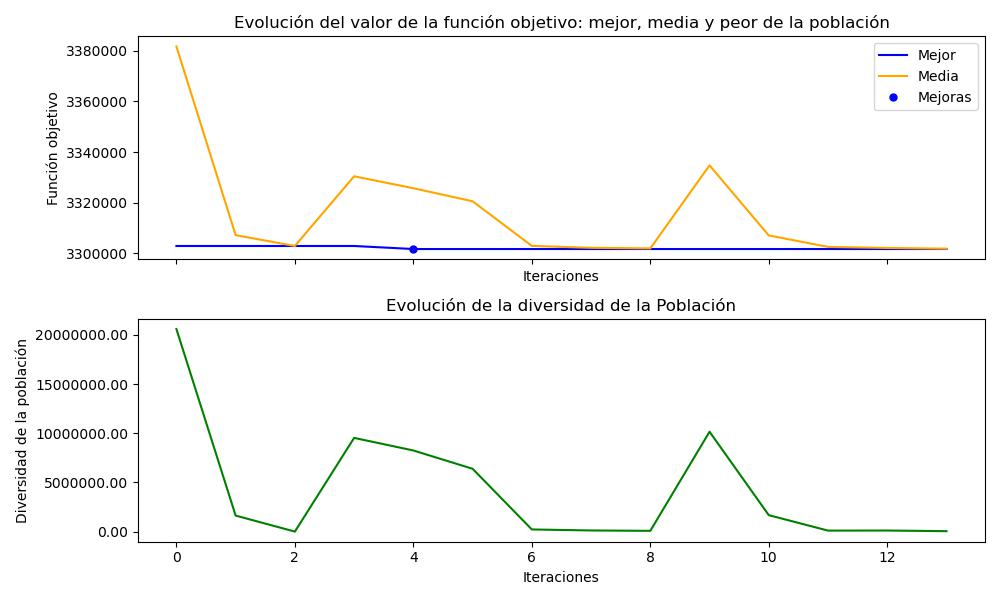 Evolución del valor de la función objetivo: mejor, media y peor de la población
Función objetivo
3380000
3360000
3340000
3320000
3300000
Mejor
Media
Mejoras
Iteraciones
Evolución de la diversidad de la Población
Diversidad de la población
20000000.00
15000000.00
10000000.00
5000000.00
0.00
0 2 4 6 8 10 12
Iteraciones